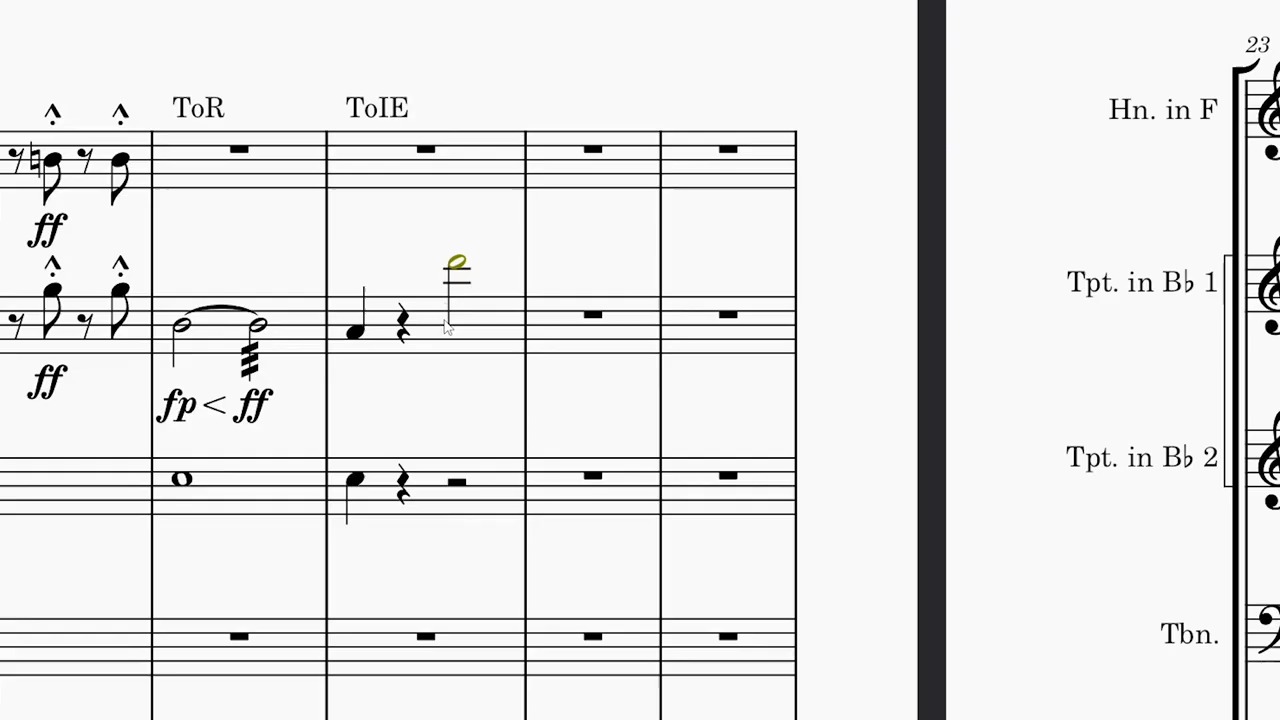 ToR
ToIE
ff
ff
fp < ff
23
Hn. in F
Tpt. in B♭ 1
Tpt. in B♭ 2
Tbn.